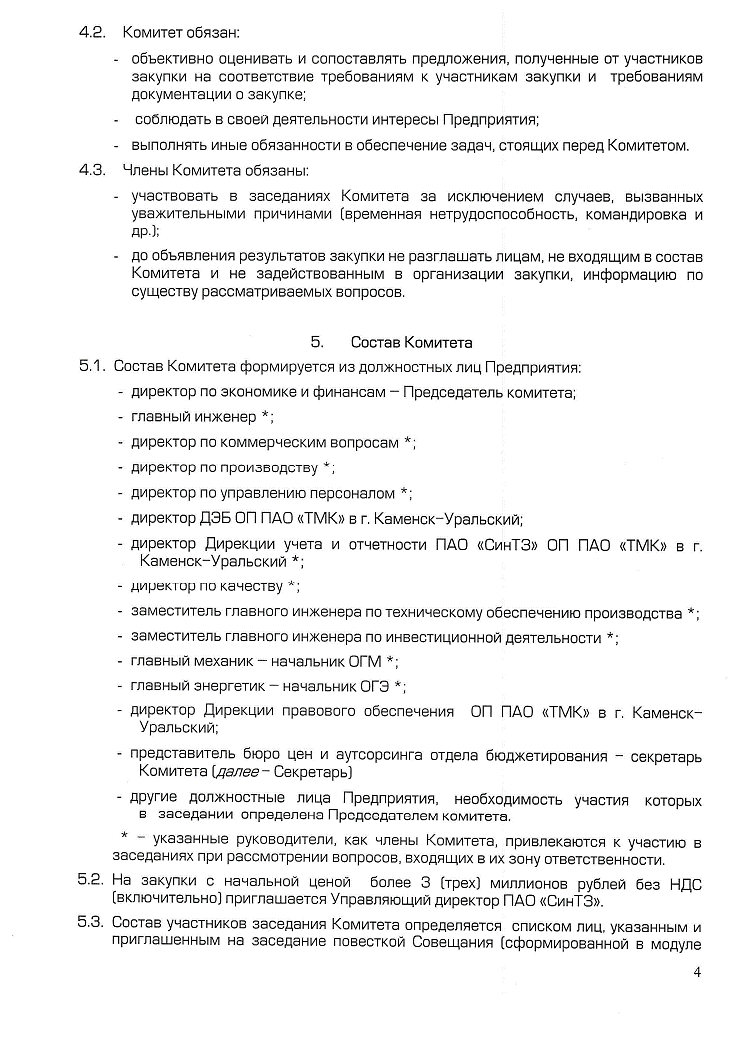 4.2. Комитет обязан:
- объективно оценивать и сопоставлять предложения, полученные от участников
закупки на соответствие требованиям к участникам закупки и требованиям
документации о закупке;
- соблюдать в своей деятельности интересы Предприятия;
- выполнять иные обязанности в обеспечение задач, стоящих перед Комитетом.
4.3. Члены Комитета обязаны:
- участвовать в заседаниях Комитета за исключением случаев, вызванных
уважительными причинами (временная нетрудоспособность, командировка и
др.);
- до объявления результатов закупки не разглашать лицам, не входящим в состав
Комитета и не задействованным в организации закупки, информацию по
существу рассматриваемых вопросов.
5. Состав Комитета
5.1. Состав Комитета формируется из должностных лиц Предприятия:
- директор по экономике и финансам – Председатель комитета;
- главный инженер *;
- директор по коммерческим вопросам *;
- директор по производству *;
- директор по управлению персоналом *;
- директор ДЭБ ОП ПАО «ТМК» в г. Каменск-Уральский;
- директор Дирекции учета и отчетности ПАО «СинТЗ» ОП ПАО «ТМК» в г.
Каменск-Уральский *;
- директор по качеству *;
- заместитель главного инженера по техническому обеспечению производства *;
- заместитель главного инженера по инвестиционной деятельности *;
- главный механик – начальник ОГМ *;
- главный энергетик – начальник ОГЭ *;
- директор Дирекции правового обеспечения ОП ПАО «ТМК» в г. Каменск-
Уральский;
- представитель бюро цен и аутсорсинга отдела бюджетирования – секретарь
Комитета (далее – Секретарь)
- другие должностные лица Предприятия, необходимость участия которых
в заседании определена Председателем комитета.
* – указанные руководители, как члены Комитета, привлекаются к участию в
заседаниях при рассмотрении вопросов, входящих в их зону ответственности.
5.2. На закупки с начальной ценой более 3 (трех) миллионов рублей без НДС
(включительно) приглашается Управляющий директор ПАО «СинТЗ».
5.3. Состав участников заседания Комитета определяется списком лиц, указанным и
приглашенным на заседание повесткой Совещания (сформированной в модуле
4